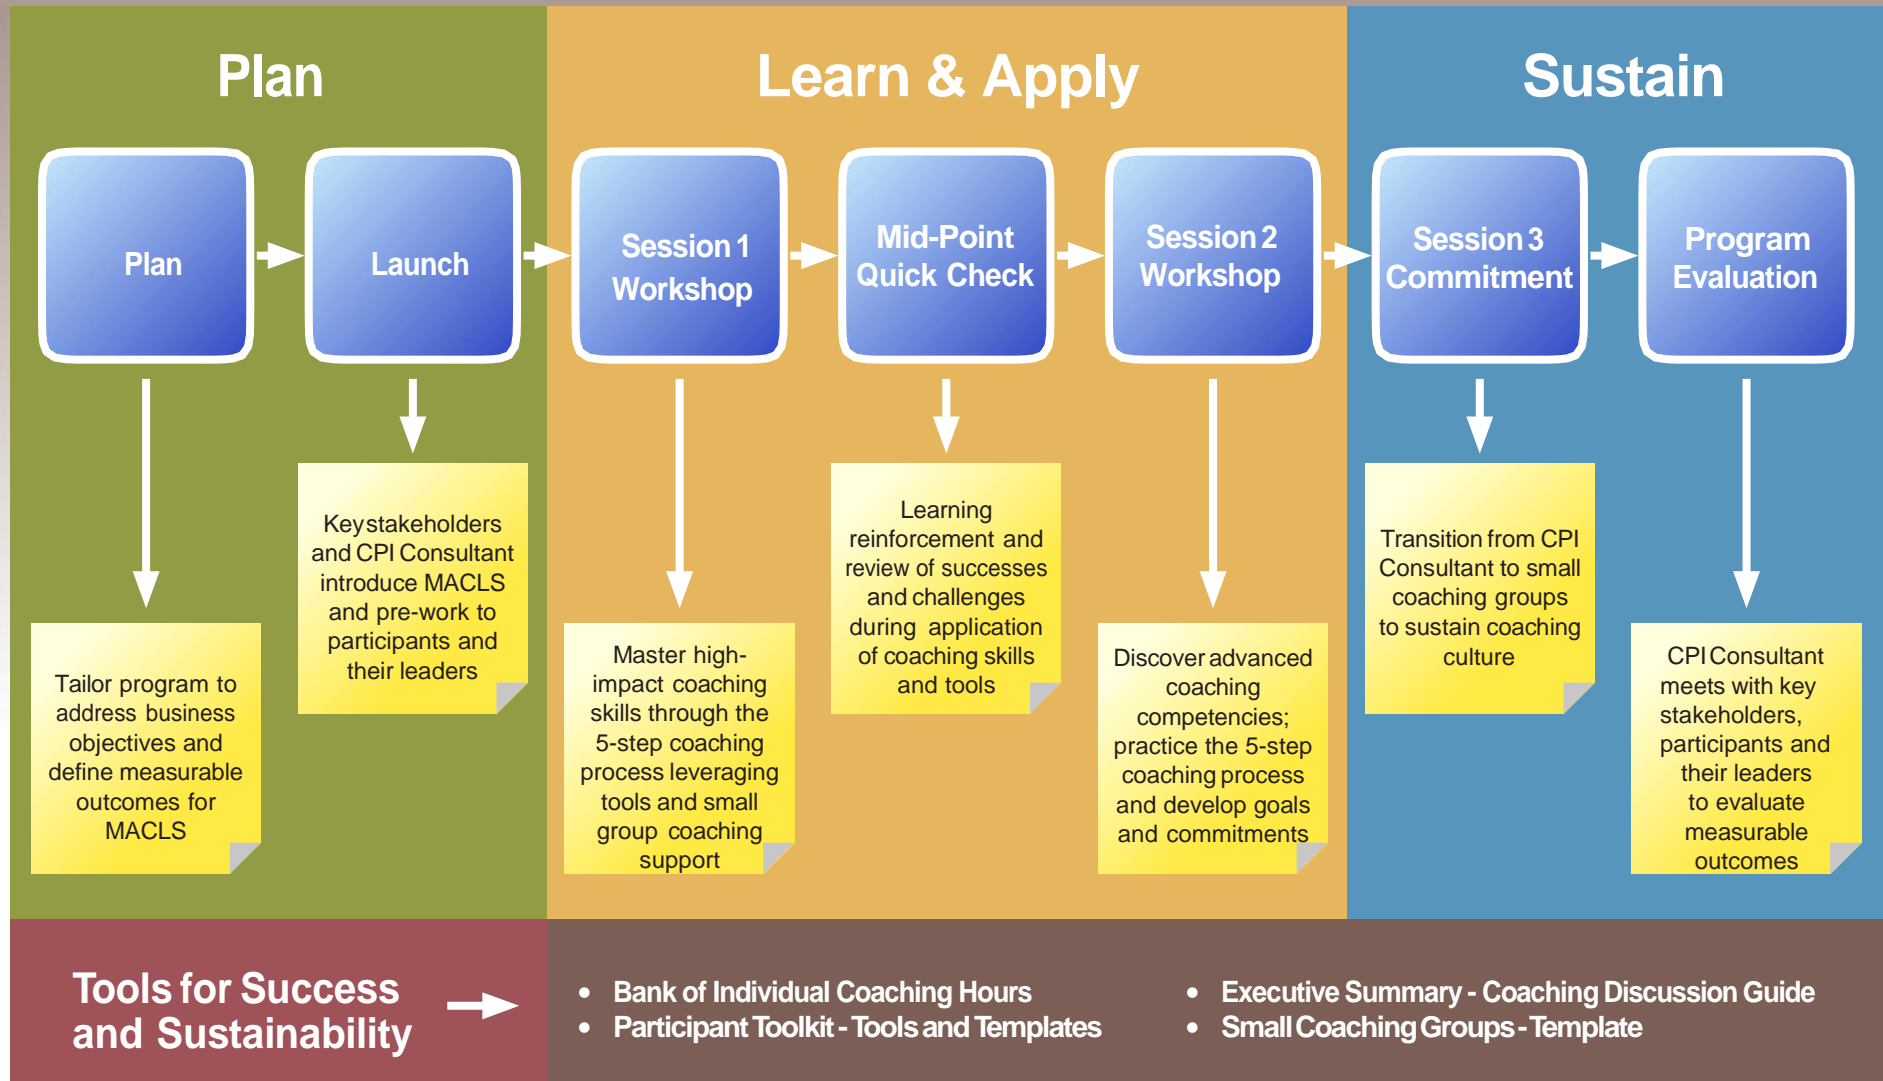 Plan
Learn & Apply
Sustain
Plan
Launch
Session 1
Workshop
Mid-Point
Quick Check
Session 2
Workshop
Session 3
Commitment
Program
Evaluation
Tailor program to
address business
objectives and
define measurable
outcomes for
MACLS
Key stakeholders
and CPI Consultant
introduce MACLS
and pre-work to
participants and
their leaders
Master high-
impact coaching
skills through the
5-step coaching
process leveraging
tools and small
group coaching
support
Learning
reinforcement and
review of successes
and challenges
during application
of coaching skills
and tools
Discover advanced
coaching
competencies;
practice the 5-step
coaching process
and develop goals
and commitments
Transition from CPI
Consultant to small
coaching groups
to sustain coaching
culture
CPI Consultant
meets with key
stakeholders,
participants and
their leaders
to evaluate
measurable
outcomes
Tools for Success
and Sustainability
• Bank of Individual Coaching Hours
• Participant Toolkit - Tools and Templates
• Executive Summary - Coaching Discussion Guide
• Small Coaching Groups - Template